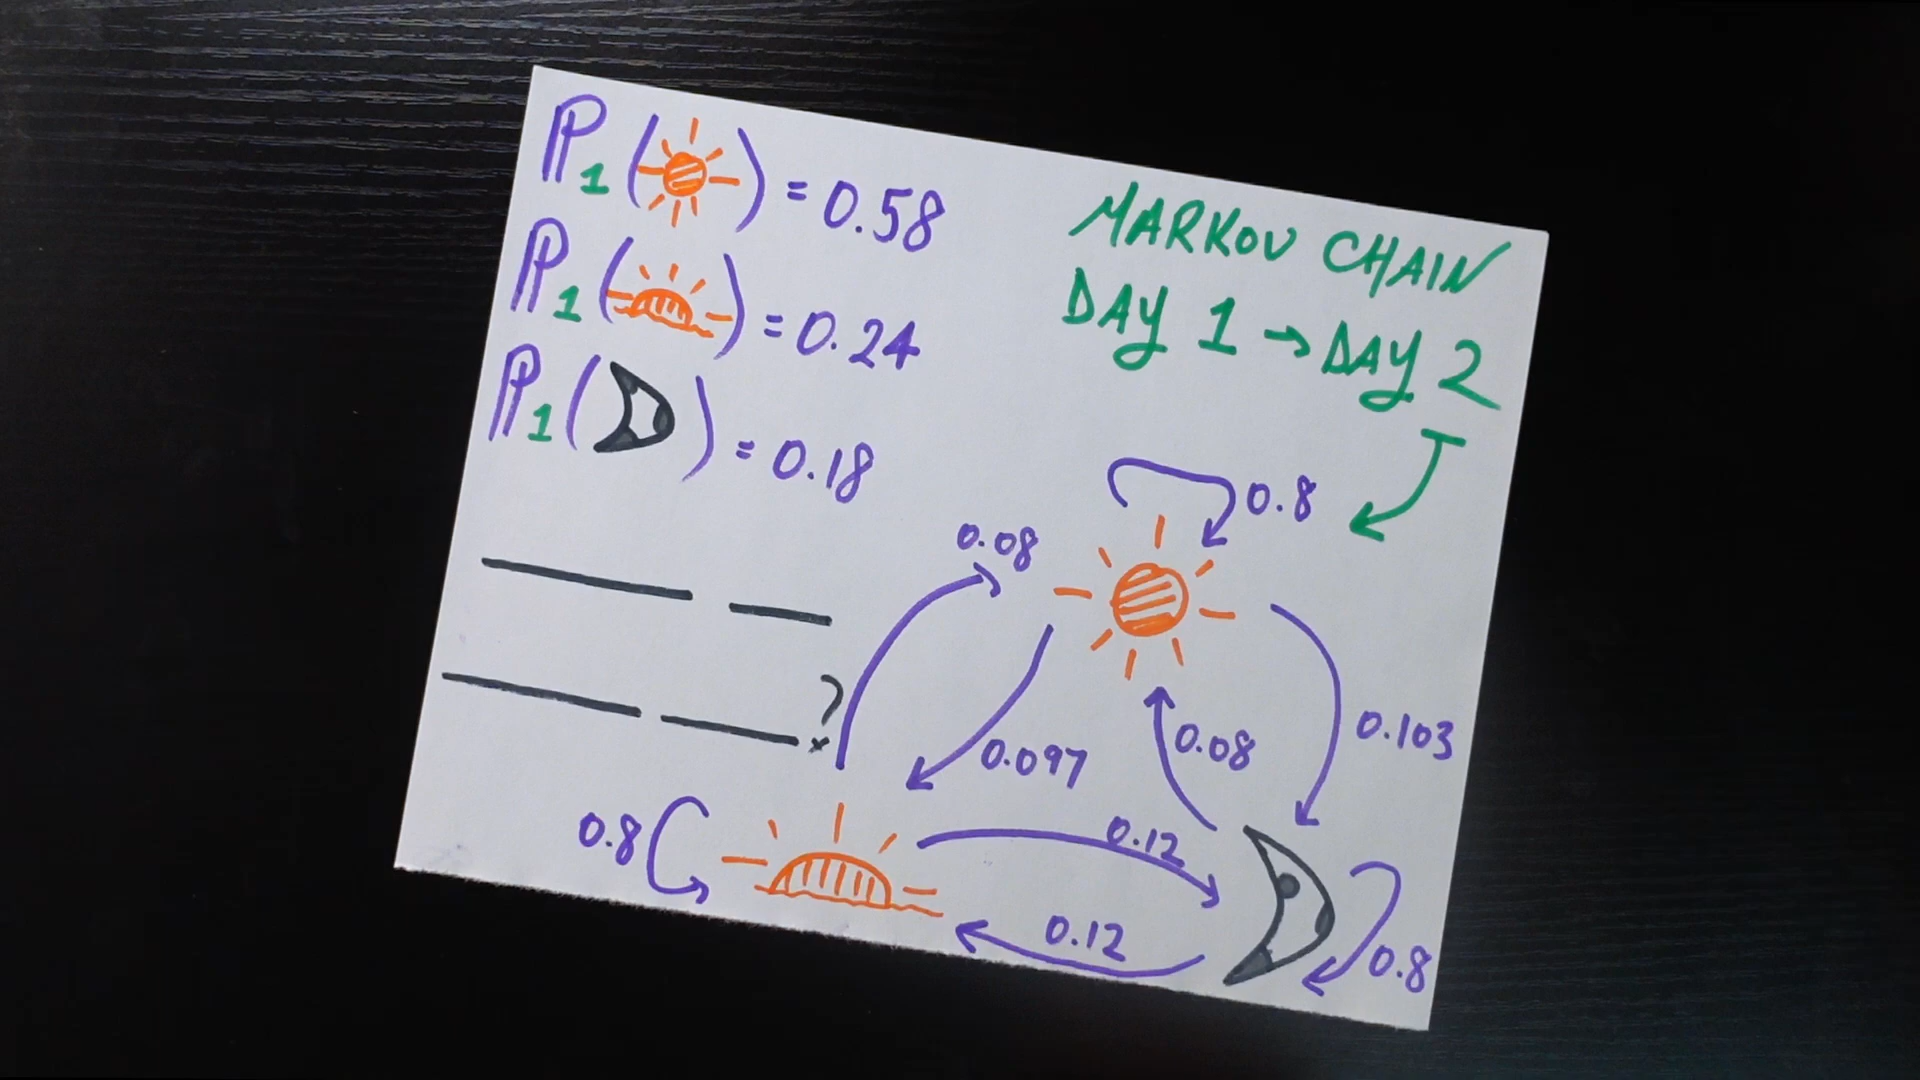 ℙ1( ) = 0.58
ℙ1( ) = 0.24
ℙ1( ) = 0.18
MARKOV CHAIN
DAY 1 → DAY 2
0.8
0.08
0.097
0.08
0.103
0.8
0.12
0.12
0.8
?